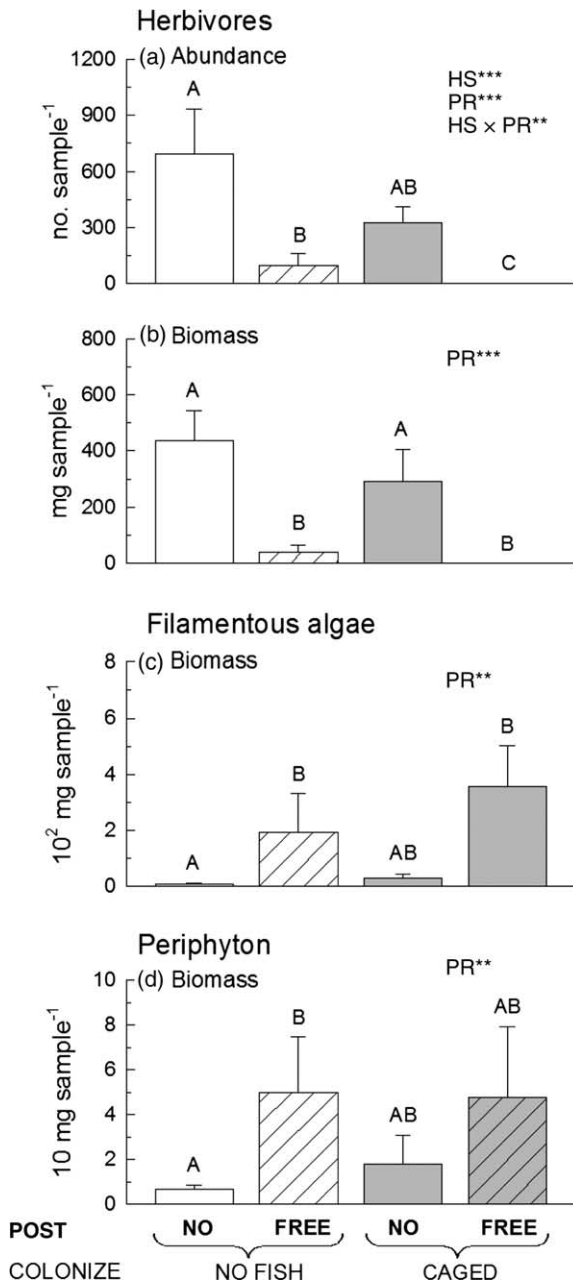 Herbivores
(a) Abundance
HS***
PR***
HS × PR**
1200
900
600
300
0
no. sample⁻¹
A
B
AB
C
(b) Biomass
PR***
800
600
400
200
0
mg sample⁻¹
A
B
A
B
Filamentous algae
(c) Biomass
PR**
8
6
4
2
0
10² mg sample⁻¹
A
B
AB
B
Periphyton
(d) Biomass
PR**
10
8
6
4
2
0
10 mg sample⁻¹
A
B
AB
AB
POST NO FREE NO FREE
COLONIZE NO FISH CAGED